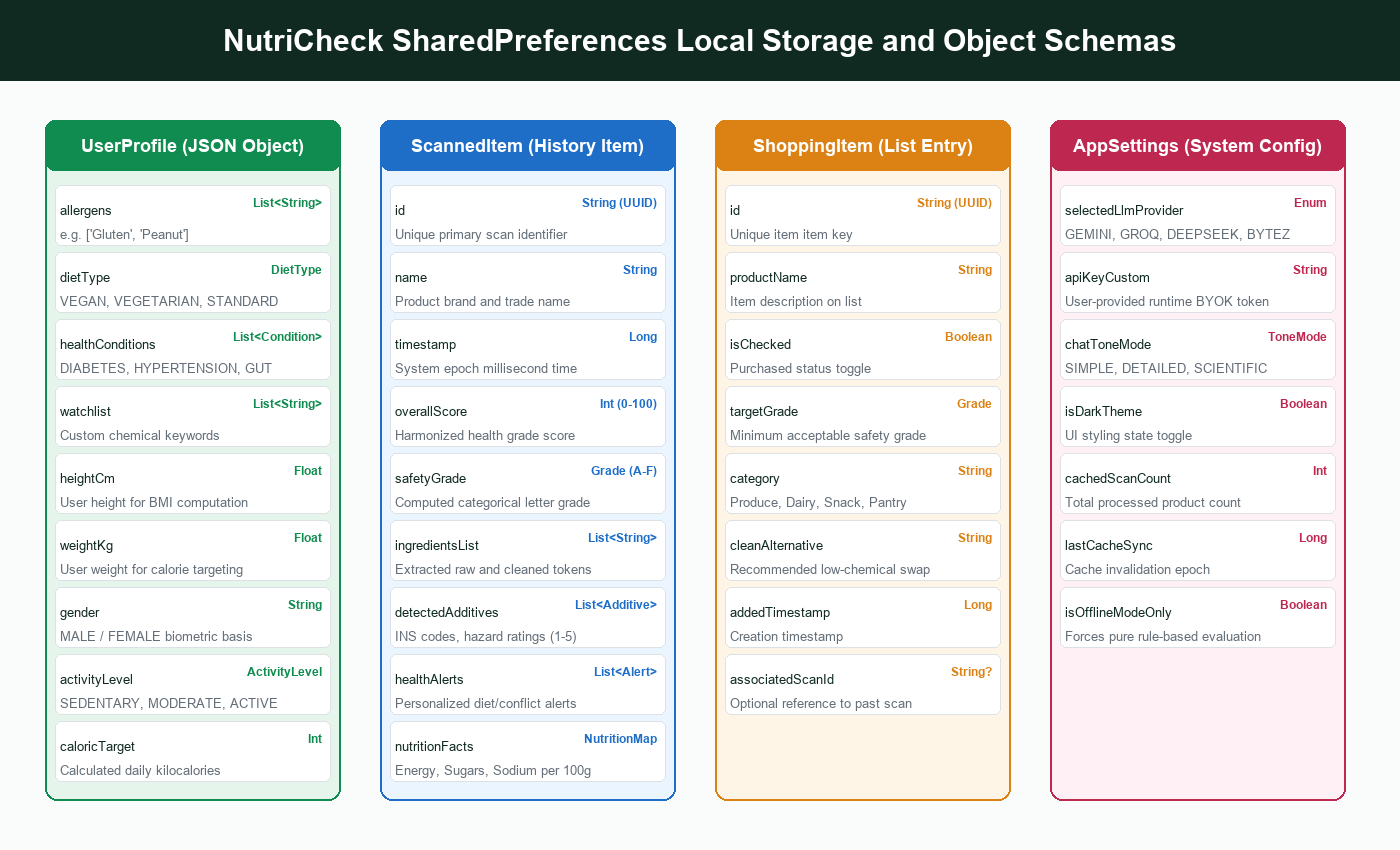 NutriCheck SharedPreferences Local Storage and Object Schemas
UserProfile (JSON Object)
allergens
List<String>
e.g. ['Gluten', 'Peanut']
dietType
DietType
VEGAN, VEGETARIAN, STANDARD
healthConditions
List<Condition>
DIABETES, HYPERTENSION, GUT
watchlist
List<String>
Custom chemical keywords
heightCm
Float
User height for BMI computation
weightKg
Float
User weight for calorie targeting
gender
String
MALE / FEMALE biometric basis
activityLevel
ActivityLevel
SEDENTARY, MODERATE, ACTIVE
caloricTarget
Int
Calculated daily kilocalories
ScannedItem (History Item)
id
String (UUID)
Unique primary scan identifier
name
String
Product brand and trade name
timestamp
Long
System epoch millisecond time
overallScore
Int (0-100)
Harmonized health grade score
safetyGrade
Grade (A-F)
Computed categorical letter grade
ingredientsList
List<String>
Extracted raw and cleaned tokens
detectedAdditives
List<Additive>
INS codes, hazard ratings (1-5)
healthAlerts
List<Alert>
Personalized diet/conflict alerts
nutritionFacts
NutritionMap
Energy, Sugars, Sodium per 100g
ShoppingItem (List Entry)
id
String (UUID)
Unique item item key
productName
String
Item description on list
isChecked
Boolean
Purchased status toggle
targetGrade
Grade
Minimum acceptable safety grade
category
String
Produce, Dairy, Snack, Pantry
cleanAlternative
String
Recommended low-chemical swap
addedTimestamp
Long
Creation timestamp
associatedScanId
String?
Optional reference to past scan
AppSettings (System Config)
selectedLlmProvider
Enum
GEMINI, GROQ, DEEPSEEK, BYTEZ
apiKeyCustom
String
User-provided runtime BYOK token
chatToneMode
ToneMode
SIMPLE, DETAILED, SCIENTIFIC
isDarkTheme
Boolean
UI styling state toggle
cachedScanCount
Int
Total processed product count
lastCacheSync
Long
Cache invalidation epoch
isOfflineModeOnly
Boolean
Forces pure rule-based evaluation